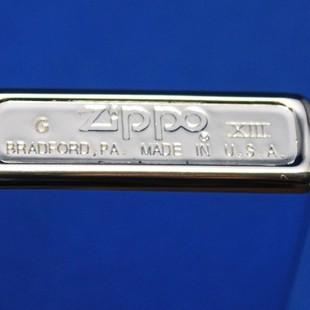 G Zippo XIII
BRADFORD, PA. MADE IN U.S.A.